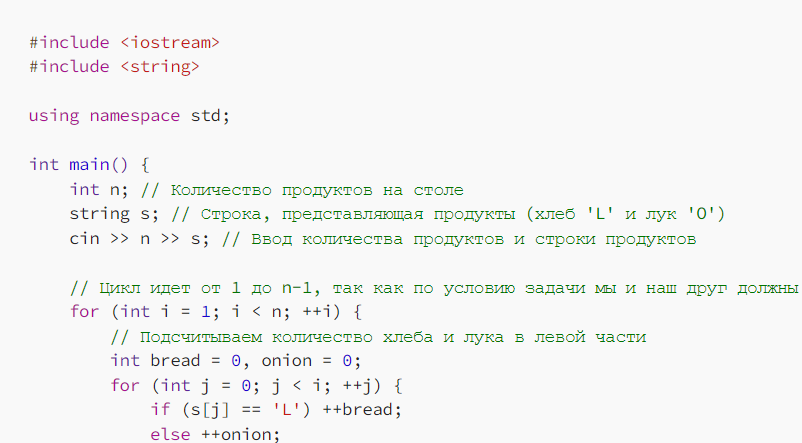 #include <iostream>
#include <string>
using namespace std;
int main() {
int n; // Количество продуктов на столе
string s; // Строка, представляющая продукты (хлеб 'L' и лук 'O')
cin >> n >> s; // Ввод количества продуктов и строки продуктов
// Цикл идет от 1 до n-1, так как по условию задачи мы и наш друг должны
for (int i = 1; i < n; ++i) {
// Подсчитываем количество хлеба и лука в левой части
int bread = 0, onion = 0;
for (int j = 0; j < i; ++j) {
if (s[j] == 'L') ++bread;
else ++onion;